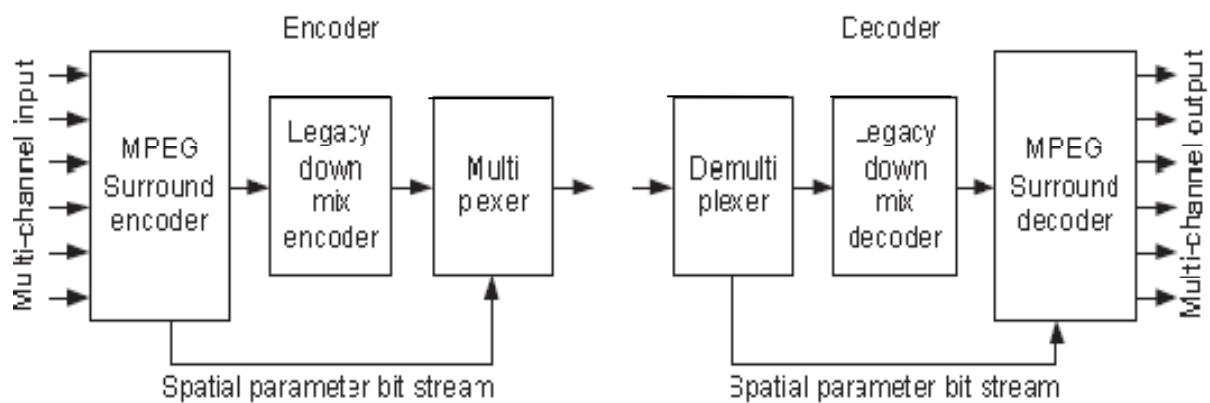 Encoder
Decoder
Multi-channel input
MPEG
Surround
encoder
Legacy
down
mix
encoder
Multi
pexer
Demulti
plexer
Legacy
down
mix
decoder
MPEG
Surround
decoder
Multi-channel output
Spatial parameter bit stream
Spatial parameter bit stream